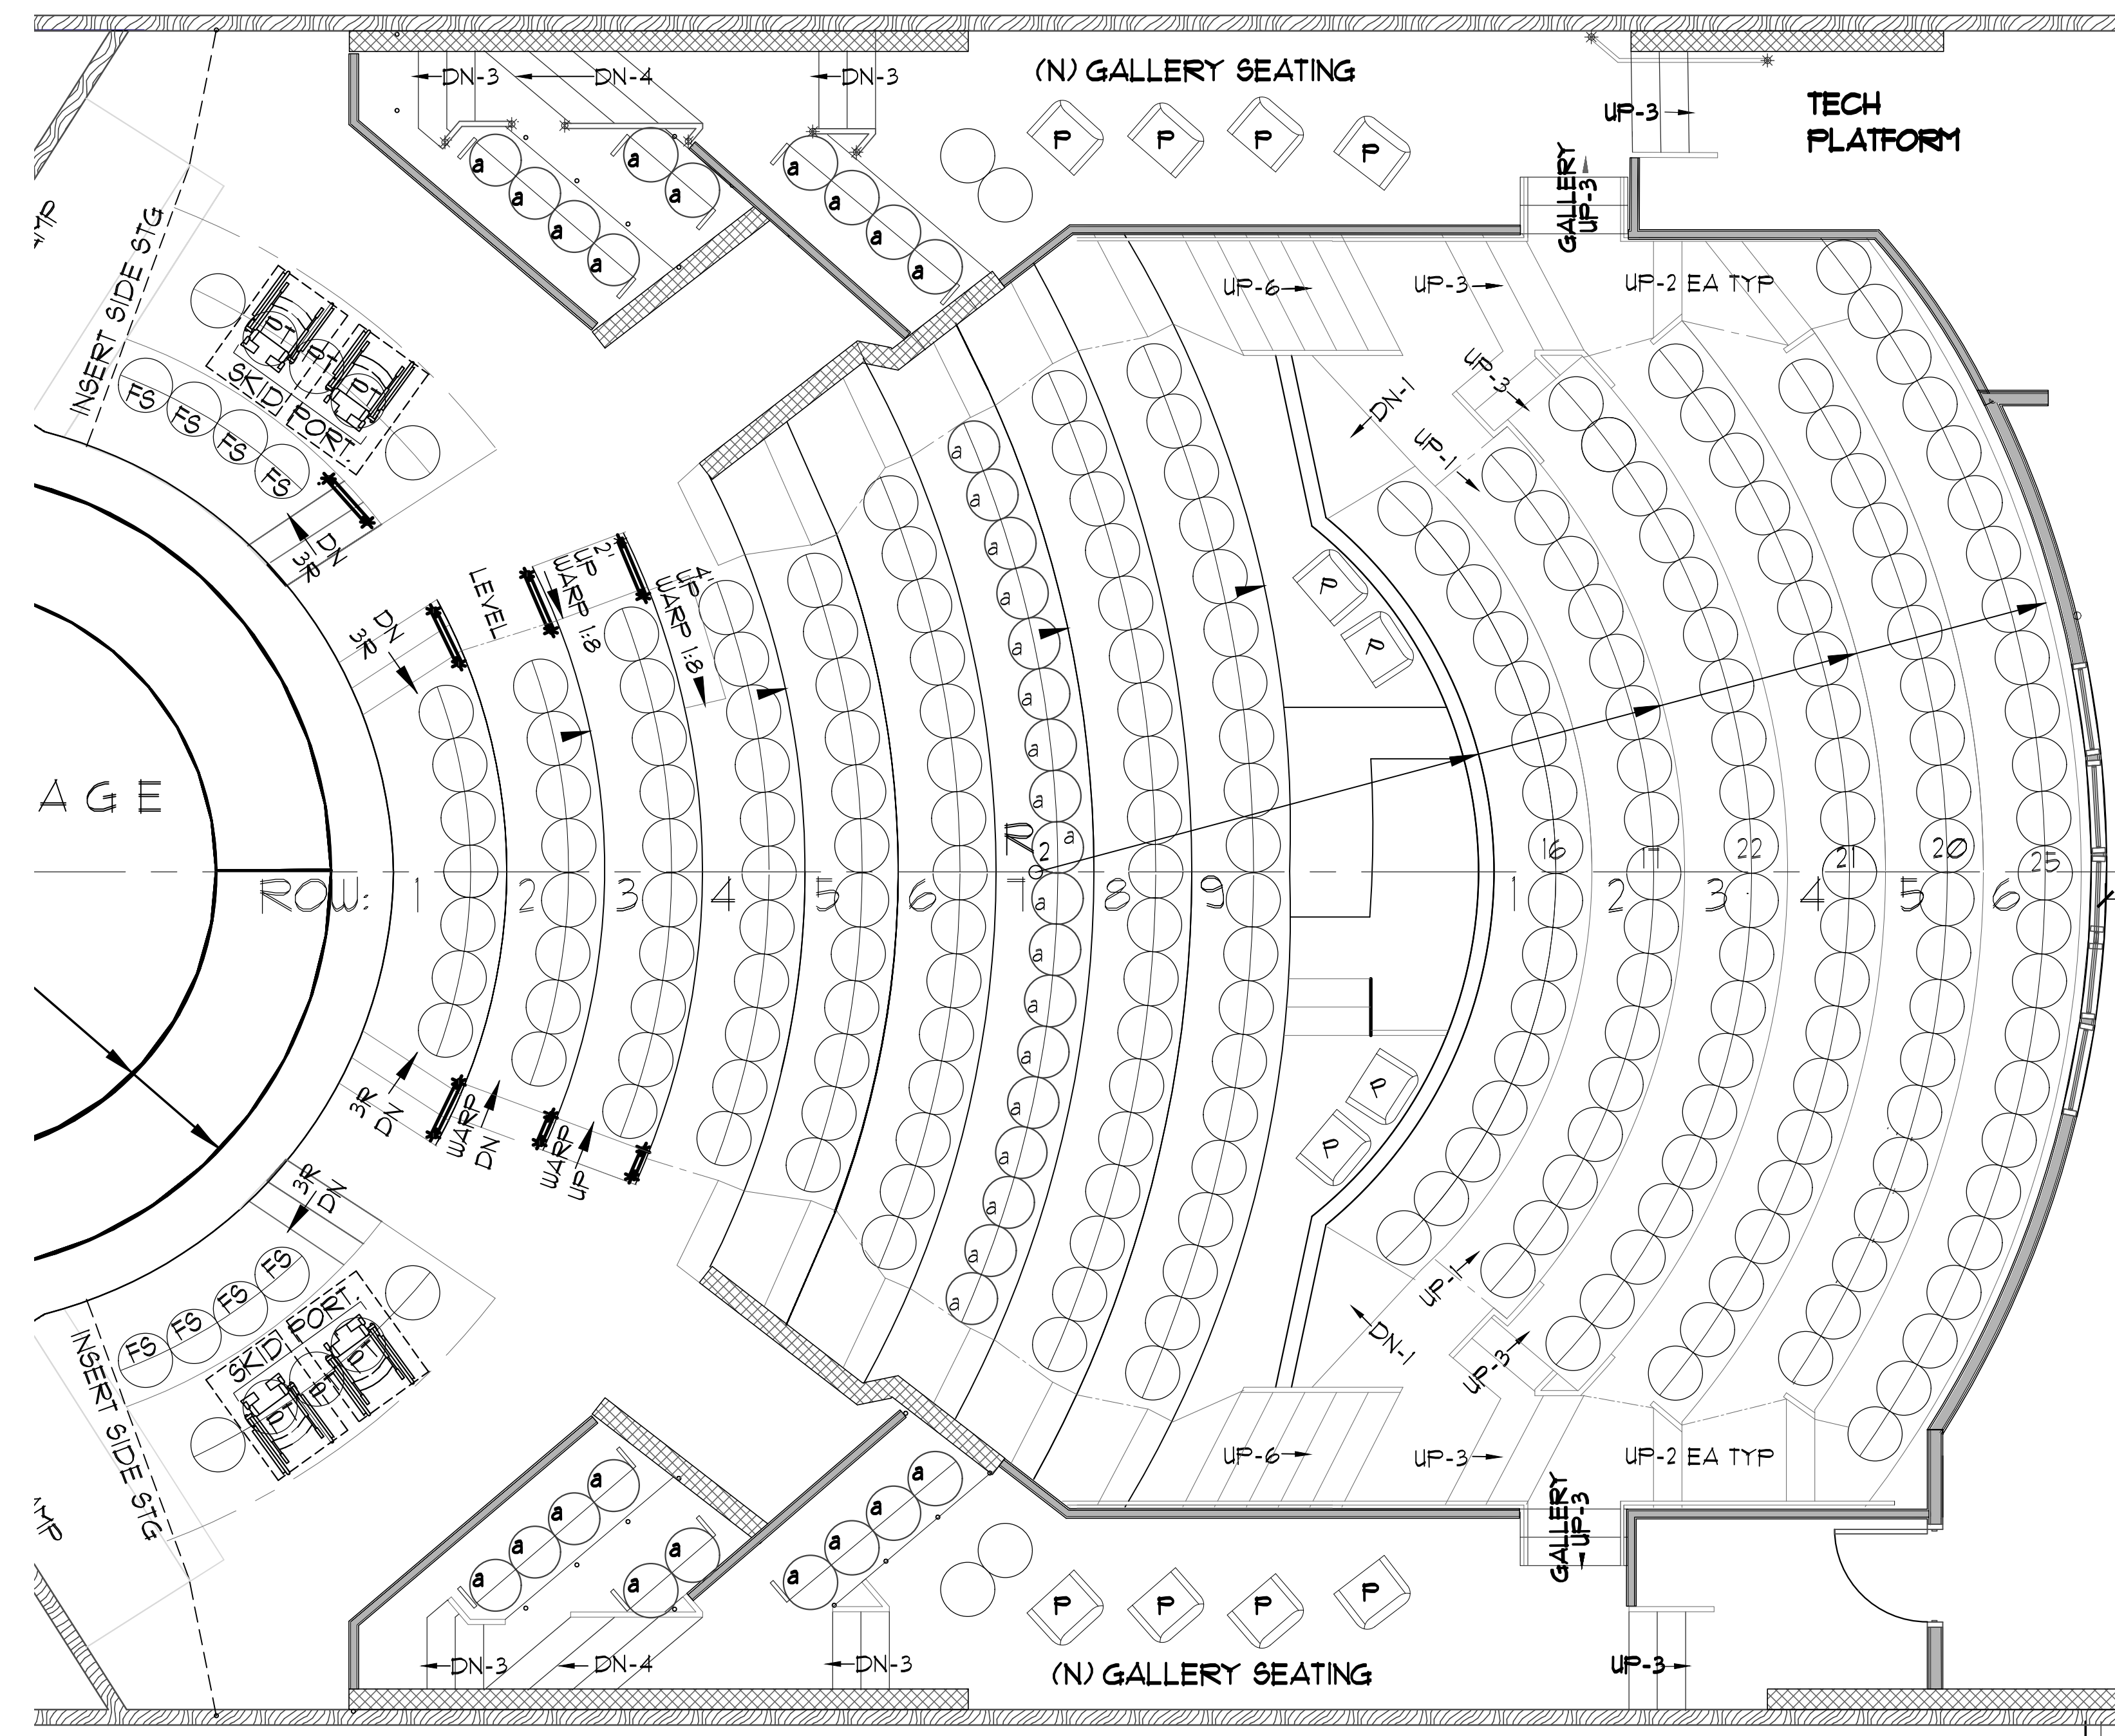 DN-3
DN-4
DN-3
(N) GALLERY SEATING
P
P
P
P
UP-3
TECH
PLATFORM
GALLERY
UP-3
a
a
a
a
a
a
a
a
a
a
INSERT SIDE STG
PT
PT
PT
SKID PORT.
FS
FS
FS
FS
UP-6
UP-3
UP-2 EA TYP
UP-3
DN-1
UP-1
DN
3R
DN
3R
LEVEL
2'
UP
WARP 1:8
4'
UP
WARP 1:8
P
P
a
a
a
a
a
a
a
a
AGE
R
2
a
16
17
22
21
20
25
ROW: 1 2 3 4 5 6 7 8 9 1 2 3 4 5 6
a
a
a
a
a
a
a
a
a
P
P
3R
DN
WARP
DN
WARP
UP
3R
DN
FS
FS
FS
FS
SKID PORT.
PT
PT
P
INSERT SIDE STG
UP-1
DN-1
UP-3
UP-6
UP-3
UP-2 EA TYP
GALLERY
UP-3
a
a
a
a
a
a
a
a
a
a
P
P
P
P
DN-3
DN-4
DN-3
(N) GALLERY SEATING
UP-3